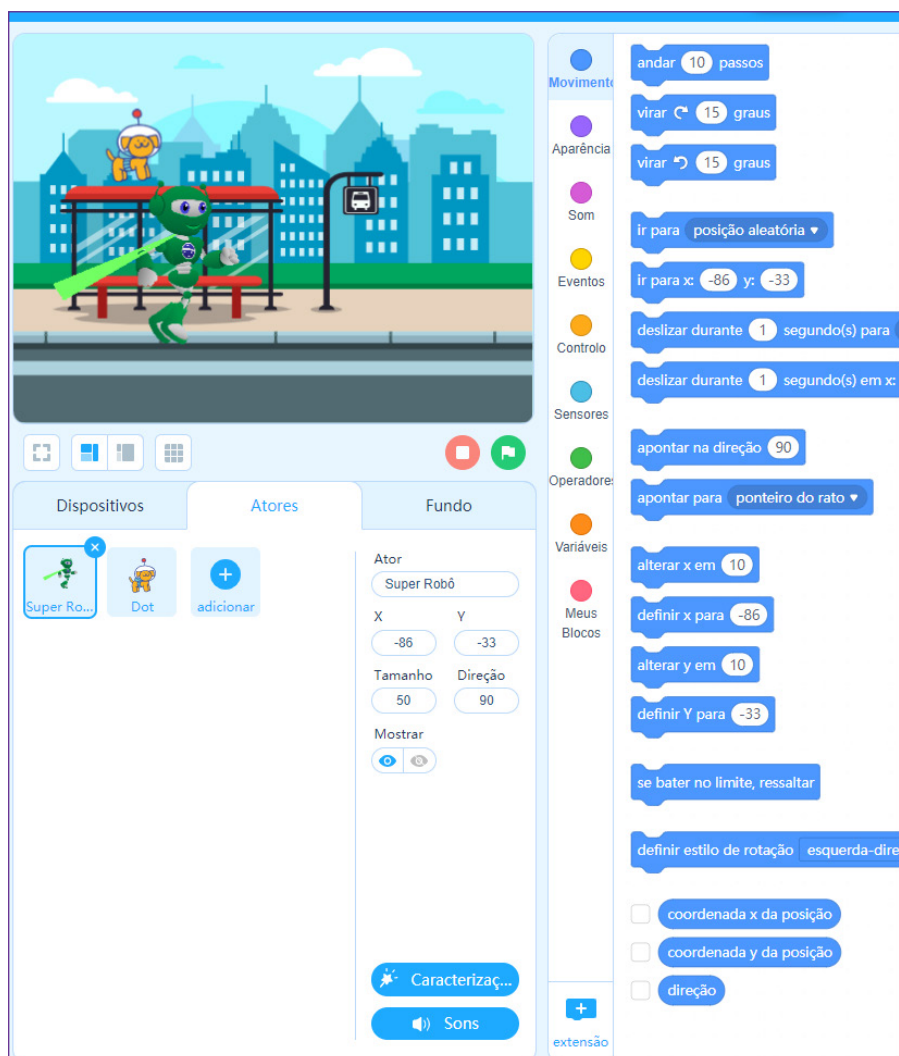 Movimento
Aparência
Som
Eventos
Controlo
Sensores
Operadores
Variáveis
Meus
Blocos
extensão
andar 10 passos
virar 15 graus
virar 15 graus
ir para posição aleatória
ir para x: -86 y: -33
deslizar durante 1 segundo(s) para
deslizar durante 1 segundo(s) em x:
apontar na direção 90
apontar para ponteiro do rato
alterar x em 10
definir x para -86
alterar y em 10
definir Y para -33
se bater no limite, ressaltar
definir estilo de rotação esquerda-dire
coordenada x da posição
coordenada y da posição
direção
Dispositivos Atores Fundo
Super Ro... Dot adicionar
Ator
Super Robô
X Y
-86 -33
Tamanho Direção
50 90
Mostrar
Caracterizaç...
Sons